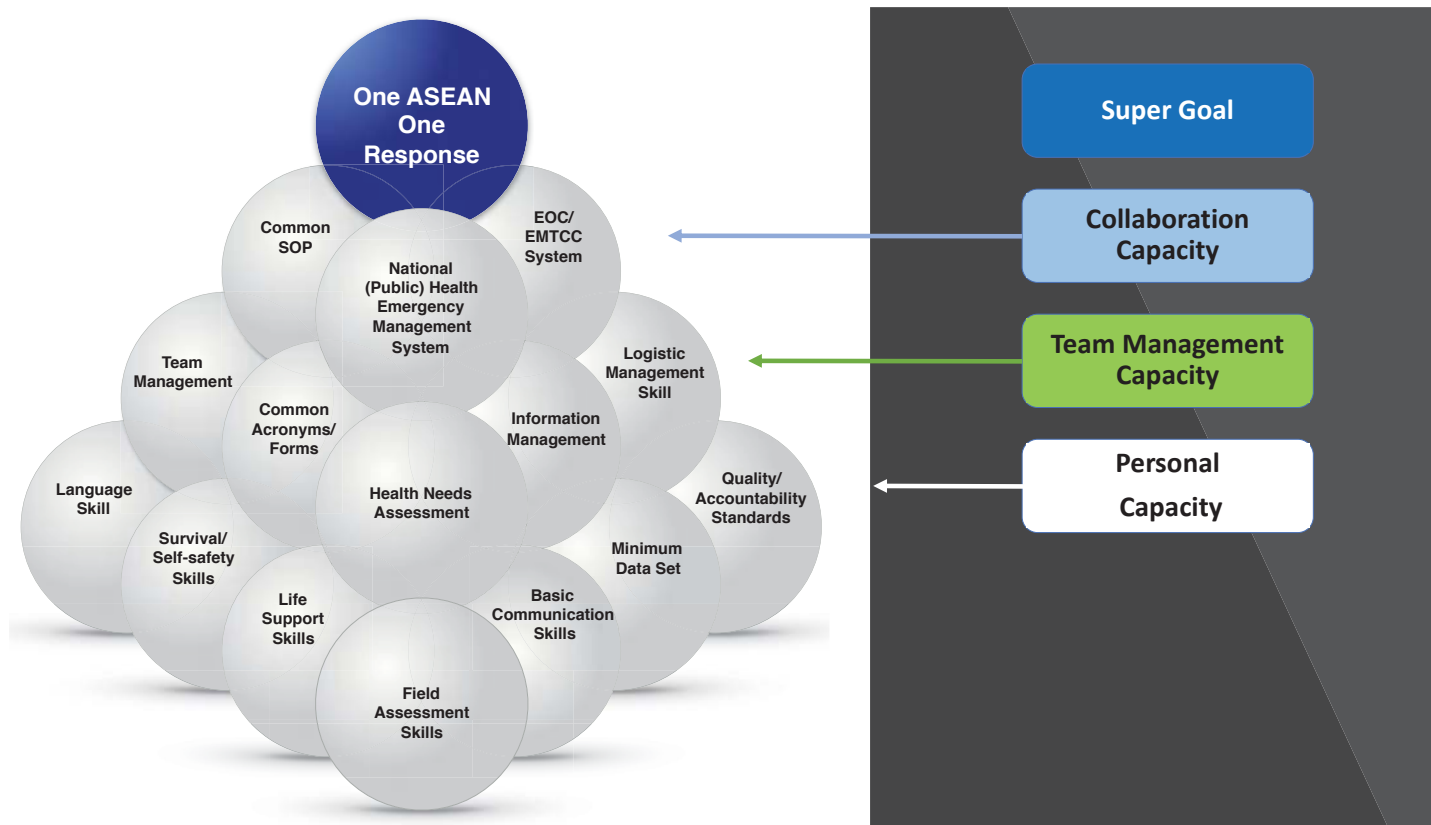 One ASEAN
One
Response
Common
SOP
National
(Public) Health
Emergency
Management
System
EOC/
EMTCC
System
Team
Management
Common
Acronyms/
Forms
Health Needs
Assessment
Information
Management
Logistic
Management
Skill
Language
Skill
Survival/
Self-safety
Skills
Life
Support
Skills
Field
Assessment
Skills
Basic
Communication
Skills
Minimum
Data Set
Quality/
Accountability
Standards
Super Goal
Collaboration
Capacity
Team Management
Capacity
Personal
Capacity